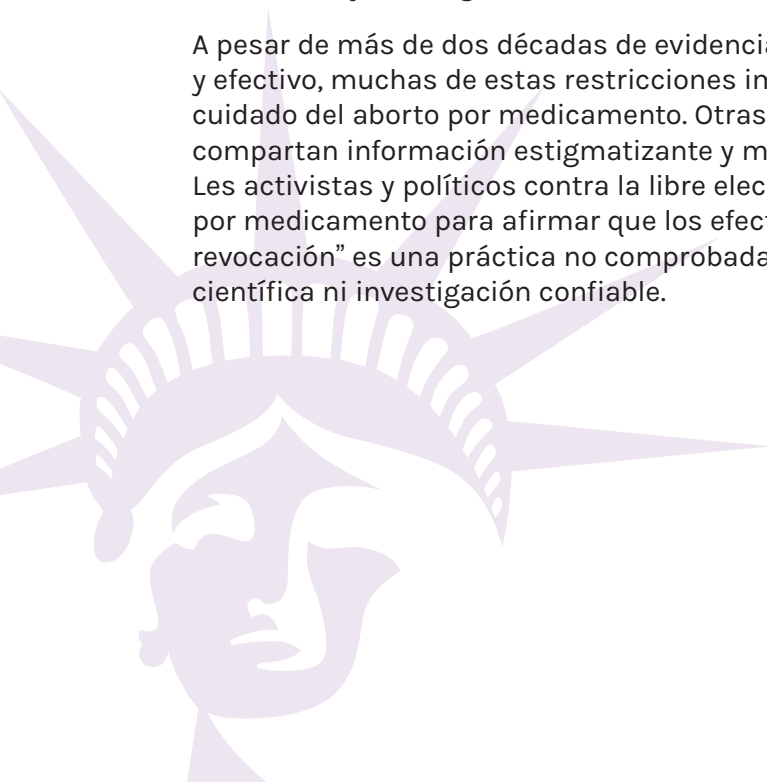 A pesar de más de dos décadas de
y efectivo, muchas de estas restricciones
cuidado del aborto por medicamento. Otras
compartan información estigmatizante y
Les activistas y políticos contra la libre
por medicamento para afirmar que los
revocación” es una práctica no comprobada
científica ni investigación confiable.